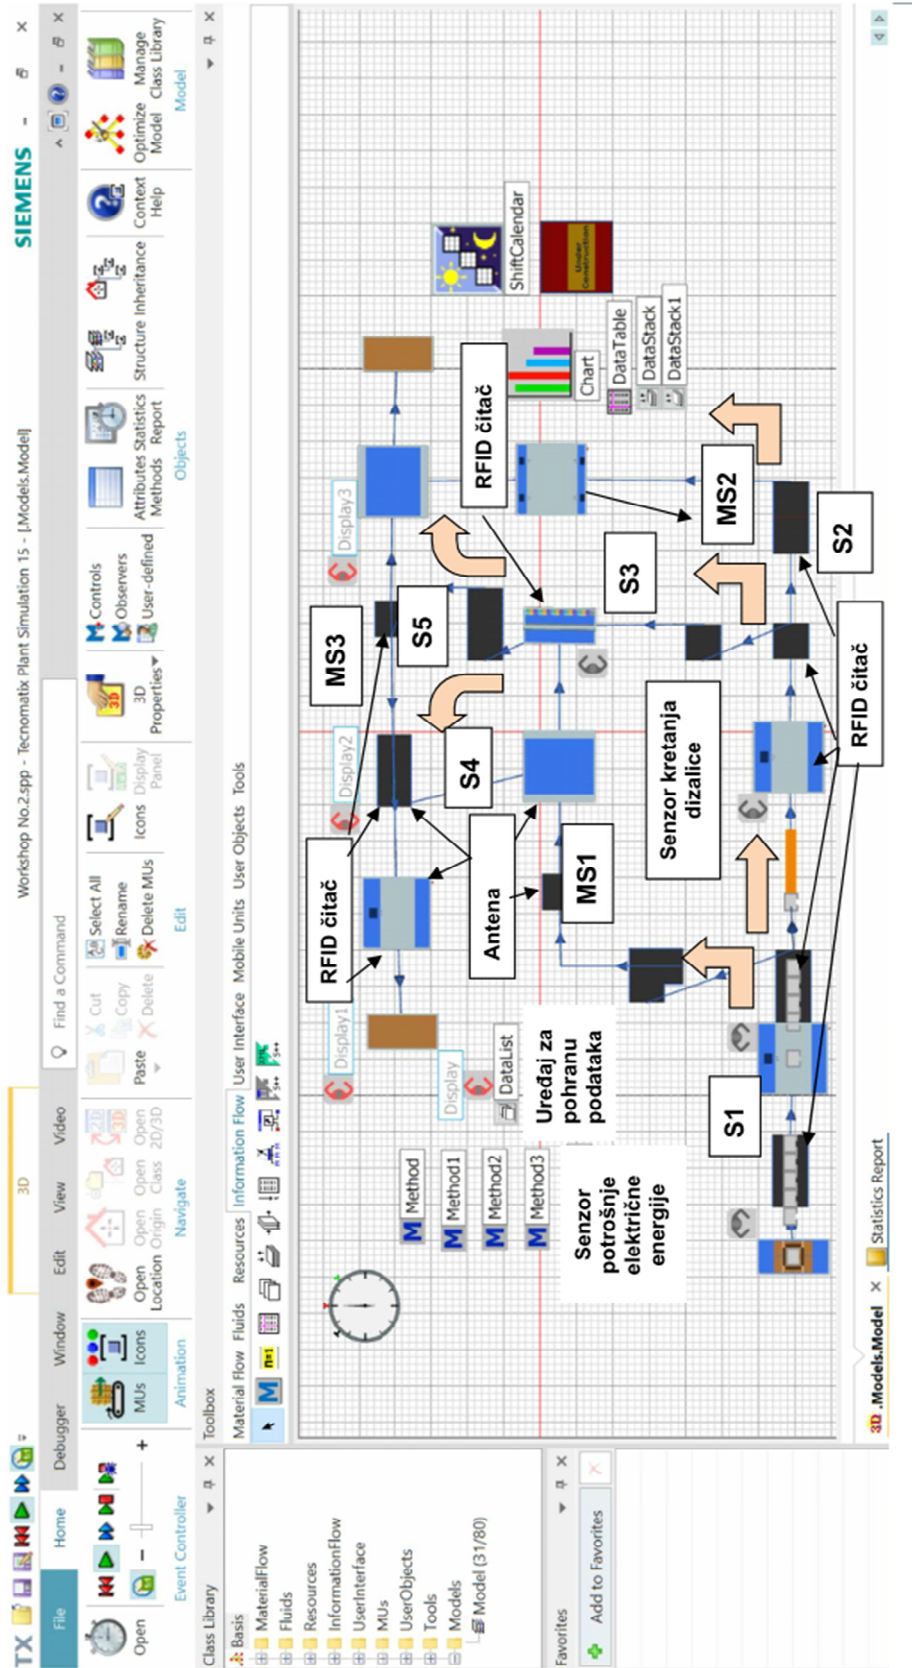 Workshop No.2.spp - Tecnomatix Plant Simulation 15 - [.Models.Model]
SIEMENS
TX
3D
File
Home
Debugger
Window
Edit
View
Video
Find a Command
Open
Event Controller
MUs
Icons
Animation
Open
Location
Open
Origin
Open
Class
Open
2D/3D
Navigate
Paste
Cut
Copy
Delete
Select All
Rename
Delete MUs
Edit
Icons
Display
Panel
3D
Properties
Controls
Observers
User-defined
Attributes
Methods
Statistics
Report
Objects
Structure
Inheritance
Context
Help
Optimize
Model
Manage
Class Library
Model
Class Library
Basis
MaterialFlow
Fluids
Resources
InformationFlow
UserInterface
MUs
UserObjects
Tools
Models
Model (31/80)
Favorites
Add to Favorites
Toolbox
Material Flow
Fluids
Resources
Information Flow
User Interface
Mobile Units
User Objects
Tools
M
n=1
Display1
Display2
Display3
RFID čitač
MS3
S5
M Method
M Method1
M Method2
M Method3
Display
DataList
Antena
S4
RFID čitač
ShiftCalendar
Under
Construction
Chart
DataTable
DataStack
DataStack1
Senzor
potrošnje
električne
energije
Uređaj za
pohranu
podataka
MS1
S3
MS2
Senzor kretanja
dizalice
S1
S2
RFID čitač
3D .Models.Model
Statistics Report